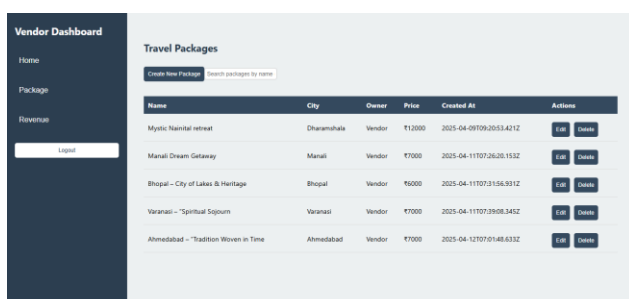 Vendor Dashboard
Home
Package
Revenue
Logout
Travel Packages
Create New Package Search packages by name
Name City Owner Price Created At Actions
Mystic Nainital retreat Dharamshala Vendor ₹12000 2025-04-09T09:20:53.421Z Edit Delete
Manali Dream Getaway Manali Vendor ₹7000 2025-04-11T07:26:20.153Z Edit Delete
Bhopal – City of Lakes & Heritage Bhopal Vendor ₹6000 2025-04-11T07:31:56.931Z Edit Delete
Varanasi – "Spiritual Sojourn Varanasi Vendor ₹7000 2025-04-11T07:39:08.345Z Edit Delete
Ahmedabad – "Tradition Woven in Time Ahmedabad Vendor ₹7000 2025-04-12T07:01:48.633Z Edit Delete